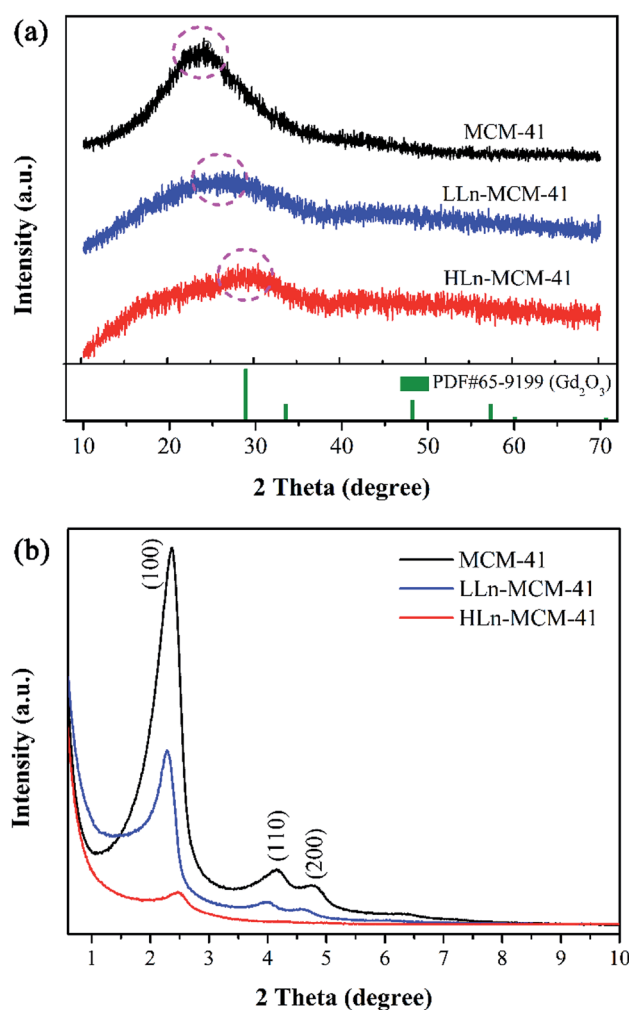 (a)
MCM-41
LLn-MCM-41
HLn-MCM-41
Intensity (a.u.)
PDF#65-9199 (Gd₂O₃)
10 20 30 40 50 60 70
2 Theta (degree)
(b)
(100)
MCM-41
LLn-MCM-41
HLn-MCM-41
Intensity (a.u.)
(110)
(200)
1 2 3 4 5 6 7 8 9 10
2 Theta (degree)